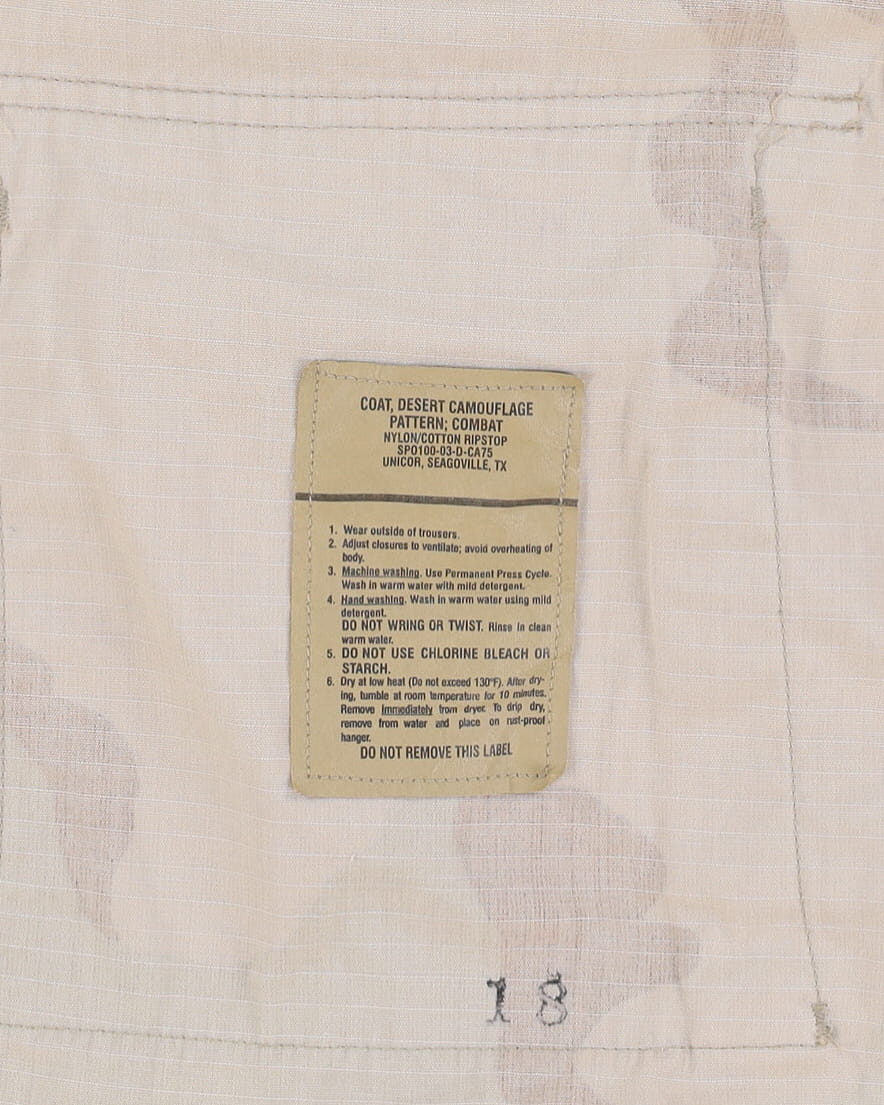 COAT, DESERT CAMOUFLAGE
PATTERN; COMBAT
NYLON/COTTON RIPSTOP
SPO100-03-D-CA75
UNICOR, SEAGOVILLE, TX
1. Wear outside of trousers.
2. Adjust closures to ventilate; avoid overheating of
body.
3. Machine washing. Use Permanent Press Cycle.
Wash in warm water with mild detergent.
4. Hand washing. Wash in warm water using mild
detergent.
DO NOT WRING OR TWIST. Rinse in clean
warm water.
5. DO NOT USE CHLORINE BLEACH OR
STARCH.
6. Dry at low heat (Do not exceed 130°F). After dry-
ing, tumble at room temperature for 10 minutes.
Remove Immediately from dryer. To drip dry,
remove from water and place on rust-proof
hanger.
DO NOT REMOVE THIS LABEL
18